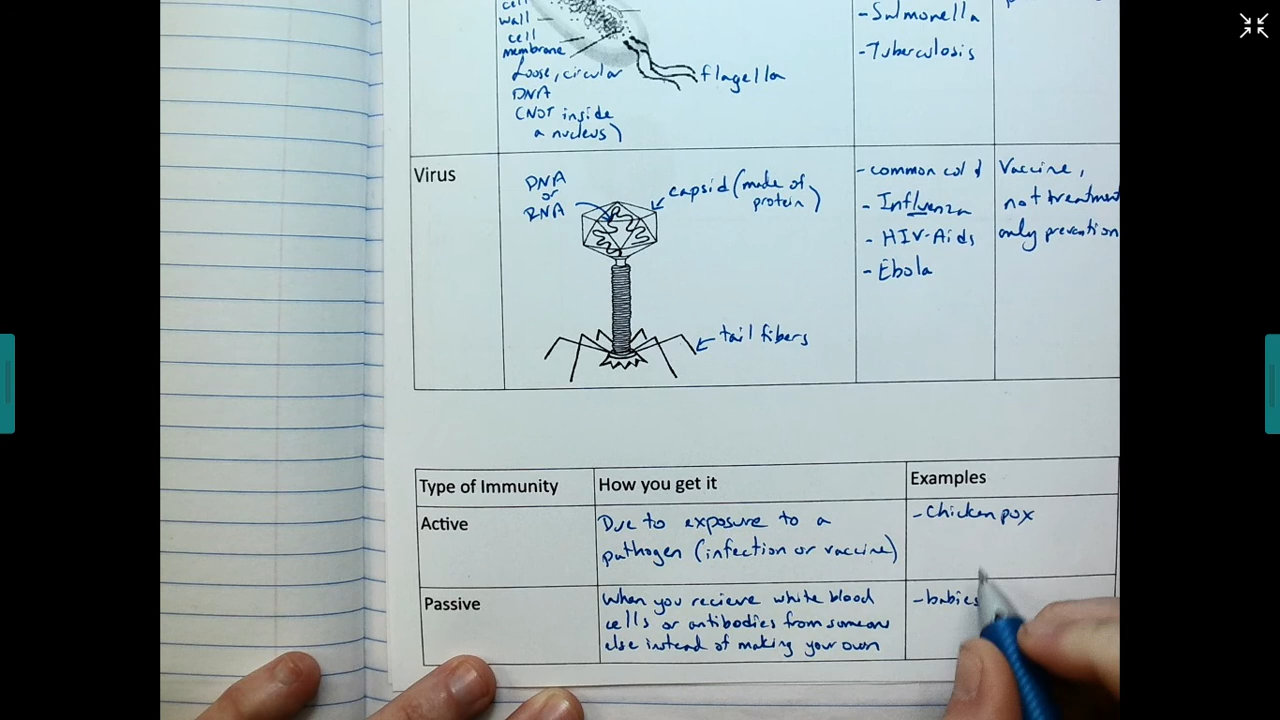 cell
wall
cell
membrane
Loose, circular
DNA
(NOT inside
a nucleus)
flagella
-Salmonella
-Tuberculosis
Virus
DNA
or
RNA
capsid (made of
protein)
tail fibers
-common cold
- Influenza
- HIV-Aids
- Ebola
Vaccine,
not treatment
only prevention
Type of Immunity
How you get it
Examples
Active
Due to exposure to a
pathogen (infection or vaccine)
-Chicken pox
Passive
When you recieve white blood
cells or antibodies from someone
else instead of making your own
-babies